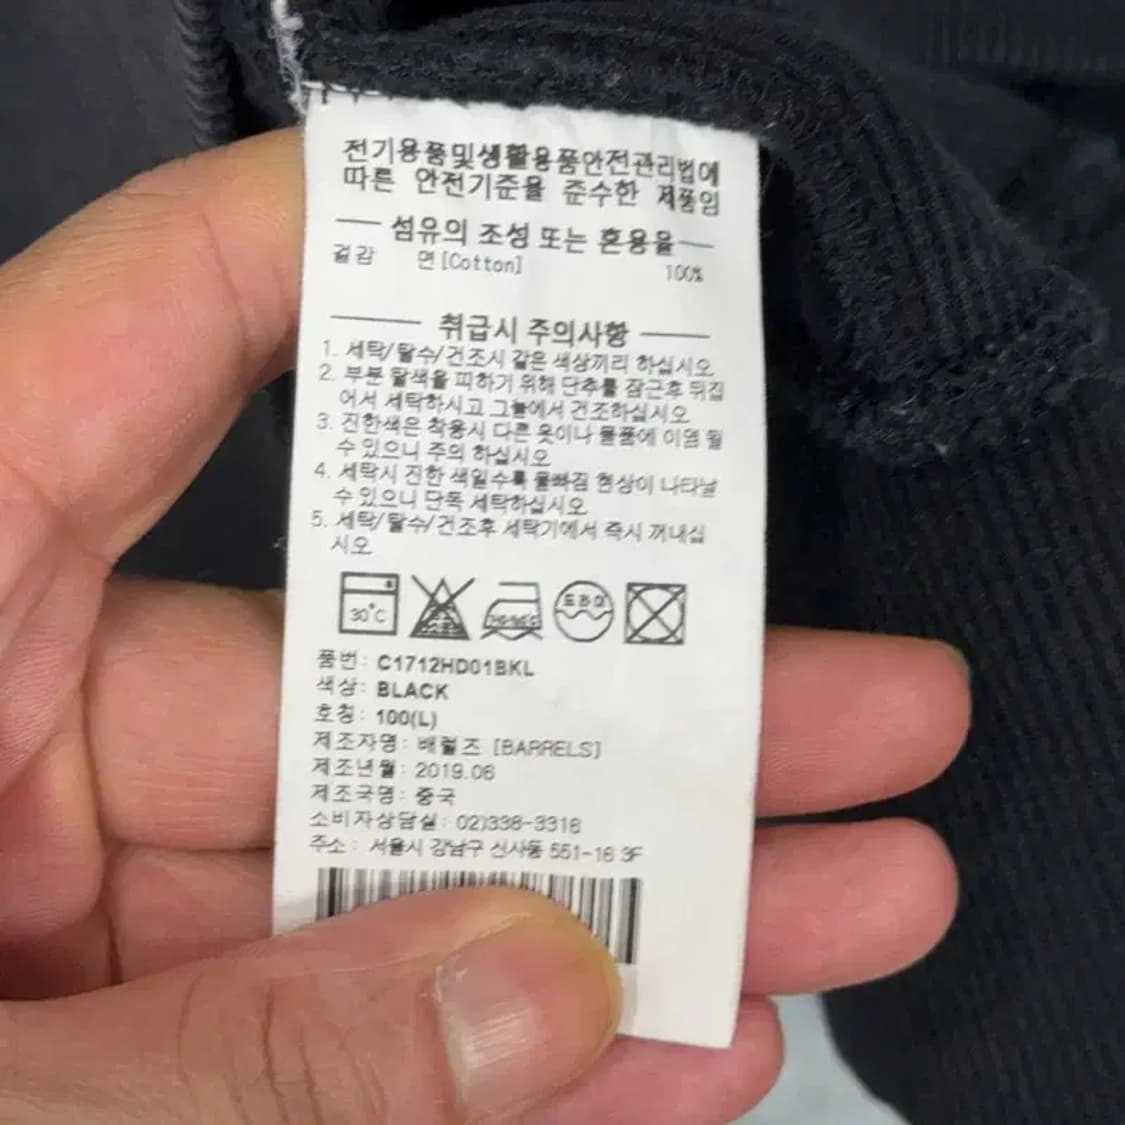 전기용품및생활용품안전관리법에
따른 안전기준을 준수한 제품임
섬유의 조성 또는 혼용율
겉감 면[Cotton] 100%
취급시 주의사항
1. 세탁/탈수/건조시 같은 색상끼리 하십시오
2. 부분 탈색을 피하기 위해 단추를 잠근후 뒤집
어서 세탁하시고 그늘에서 건조하십시오
3. 진한색은 착용시 다른 옷이나 물품에 이염 될
수 있으니 주의 하십시오
4. 세탁시 진한 색일수록 물빠짐 현상이 나타날
수 있으니 단독 세탁하십시오
5. 세탁/탈수/건조후 세탁기에서 즉시 꺼내십
시오
30°C 드라이
품번: C1712HD01BKL
색상: BLACK
호칭: 100(L)
제조자명: 배럴즈 [BARRELS]
제조년월: 2019.06
제조국명: 중국
소비자상담실: 02)338-3316
주소: 서울시 강남구 신사동 551-16 3F